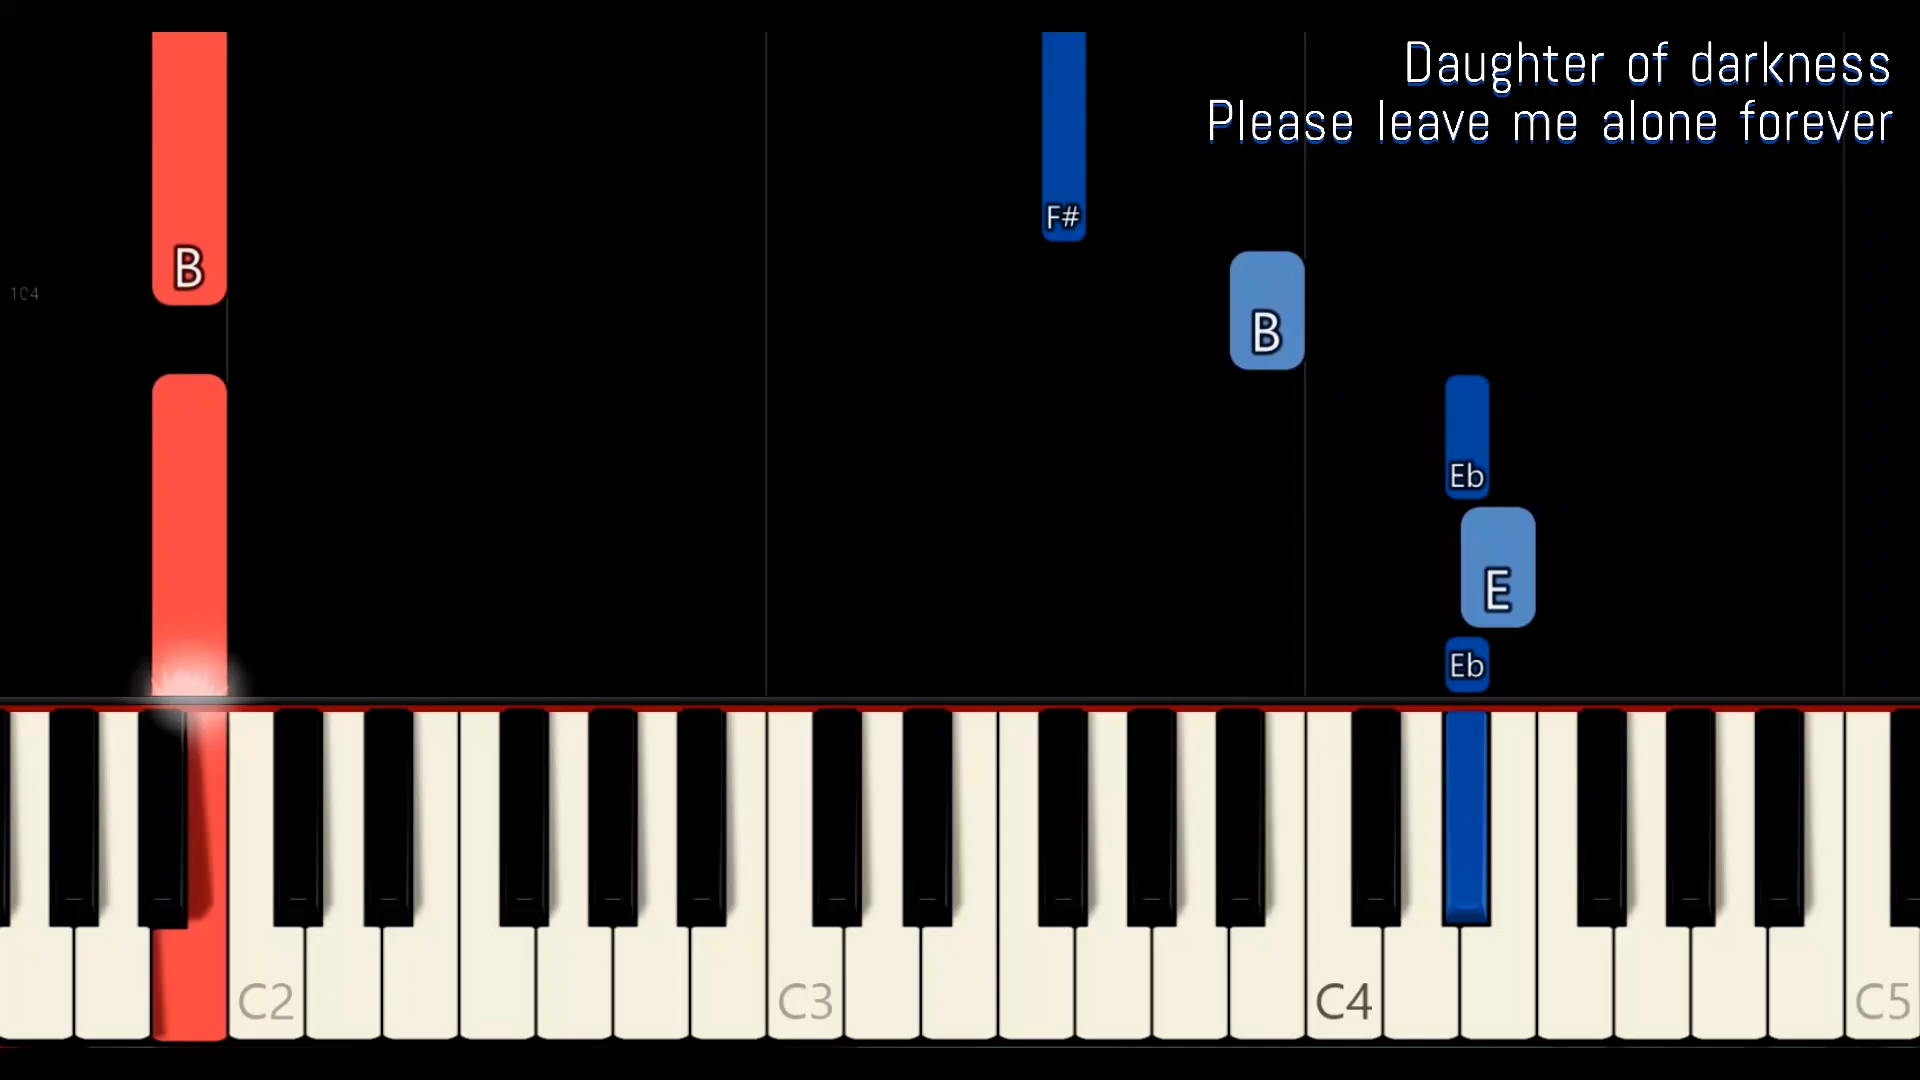 Daughter of darkness
Please leave me alone forever
F#
B
104
B
Eb
E
Eb
C2 C3 C4 C5